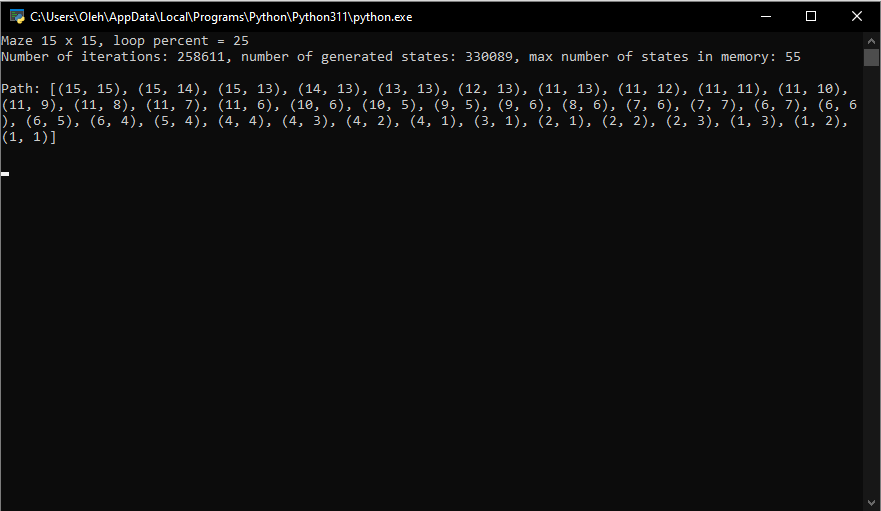 C:\Users\Oleh\AppData\Local\Programs\Python\Python311\python.exe
Maze 15 x 15, loop percent = 25
Number of iterations: 258611, number of generated states: 330089, max number of states in memory: 55
Path: [(15, 15), (15, 14), (15, 13), (14, 13), (13, 13), (12, 13), (11, 13), (11, 12), (11, 11), (11, 10),
(11, 9), (11, 8), (11, 7), (11, 6), (10, 6), (10, 5), (9, 5), (9, 6), (8, 6), (7, 6), (7, 7), (6, 7), (6, 6
), (6, 5), (6, 4), (5, 4), (4, 4), (4, 3), (4, 2), (4, 1), (3, 1), (2, 1), (2, 2), (2, 3), (1, 3), (1, 2),
(1, 1)]